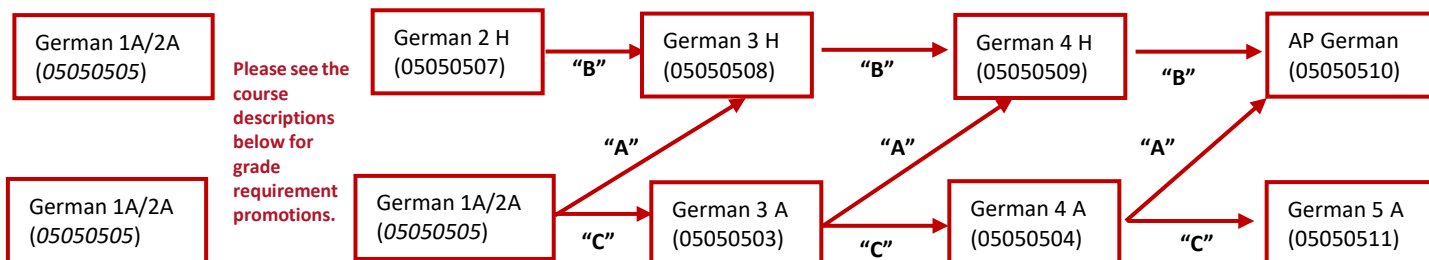 German 1A/2A
(05050505)
Please see the
course
descriptions
below for
grade
requirement
promotions.
German 2 H
(05050507)
“B”
German 3 H
(05050508)
“B”
German 4 H
(05050509)
“B”
AP German
(05050510)
“A”
“A”
“A”
German 1A/2A
(05050505)
German 1A/2A
(05050505)
“C”
German 3 A
(05050503)
“C”
German 4 A
(05050504)
“C”
German 5 A
(05050511)